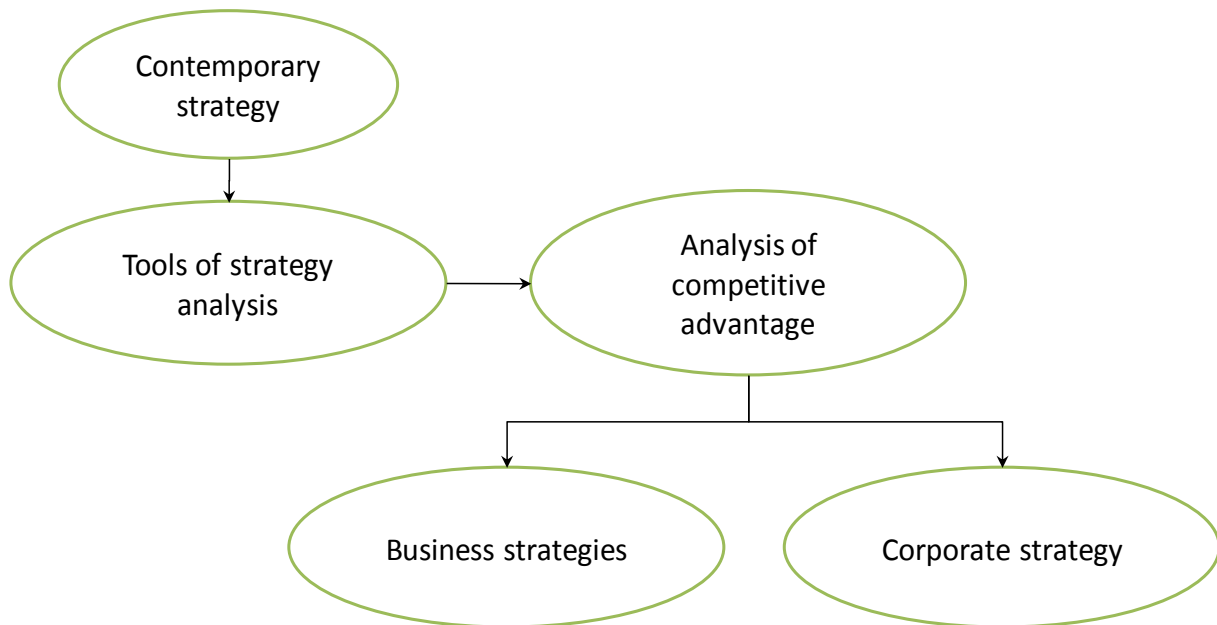 Contemporary
strategy
Tools of strategy
analysis
Analysis of
competitive
advantage
Business strategies
Corporate strategy